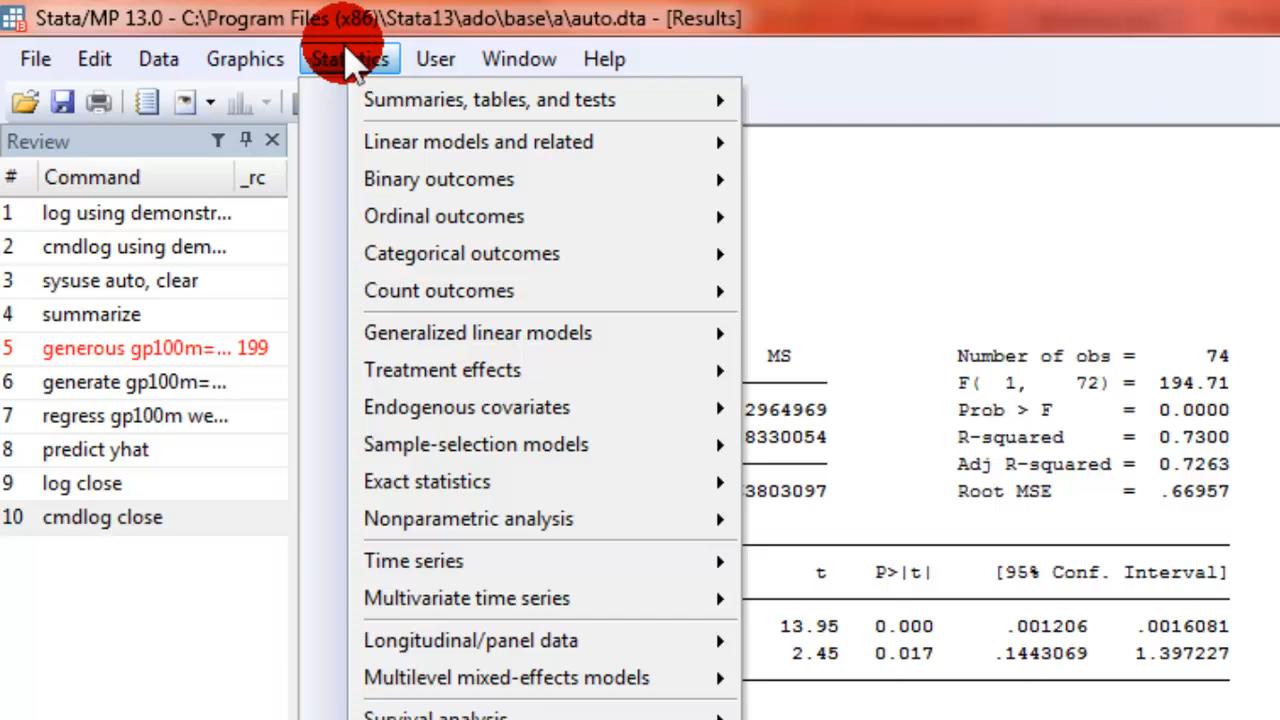 Stata/MP 13.0 - C:\Program Files (x86)\Stata13\ado\base\a\auto.dta - [Results]
File Edit Data Graphics Statistics User Window Help
Review
# Command _rc
1 log using demonstr...
2 cmdlog using dem...
3 sysuse auto, clear
4 summarize
5 generous gp100m=... 199
6 generate gp100m=...
7 regress gp100m we...
8 predict yhat
9 log close
10 cmdlog close
Summaries, tables, and tests
Linear models and related
Binary outcomes
Ordinal outcomes
Categorical outcomes
Count outcomes
Generalized linear models
Treatment effects
Endogenous covariates
Sample-selection models
Exact statistics
Nonparametric analysis
Time series
Multivariate time series
Longitudinal/panel data
Multilevel mixed-effects models
Survival analysis
MS Number of obs = 74
F( 1, 72) = 194.71
2964969 Prob > F = 0.0000
8330054 R-squared = 0.7300
Adj R-squared = 0.7263
3803097 Root MSE = .66957
t P>|t| [95% Conf. Interval]
13.95 0.000 .001206 .0016081
2.45 0.017 .1443069 1.397227